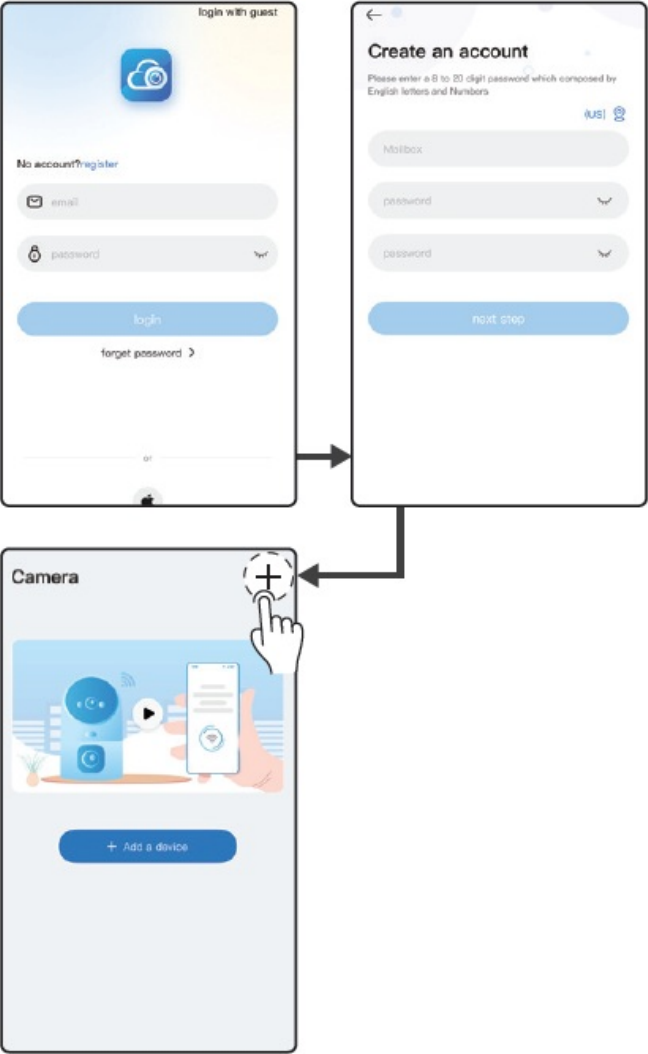 login with guest
No account?register
email
password
login
forget password
or
Create an account
Please enter a 8 to 20 digit password which composed by
English letters and Numbers
(US)
Mailbox
password
password
next step
Camera
+ Add a device